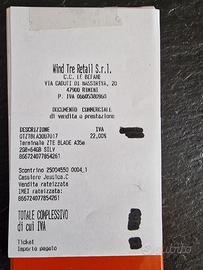 Wind Tre Retail S.r.l.
C.C. LE BEFANE
VIA CADUTI DI NASSIRIYA, 20
47900 RIMINI
P. IVA 06605380960
DOCUMENTO COMMERCIALE
di vendita o prestazione
DESCRIZIONE IVA
22,00%
Terminale ZTE BLADE A35e
2GB+64GB SILV
866724077854261
Scontrino 25004550 0004_1
Cassiere Jessica.C
Vendita rateizzata
IMEI rateizzato:
866724077854261
TOTALE COMPLESSIVO
di cui IVA
Ticket
Importo pagato
subito